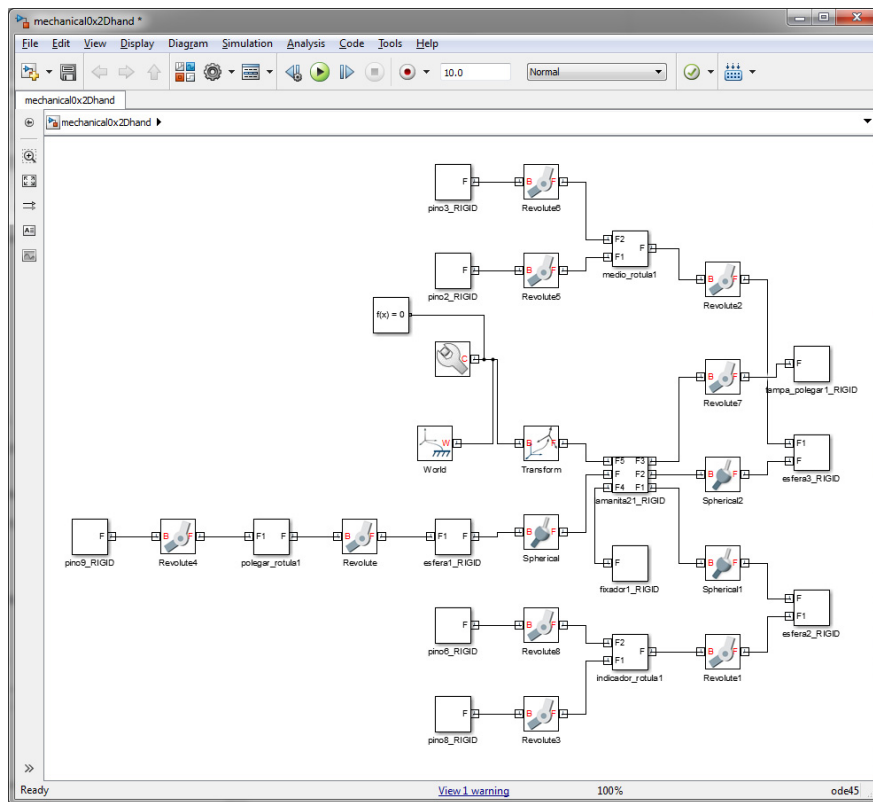 mechanical0x2Dhand *
File Edit View Display Diagram Simulation Analysis Code Tools Help
10.0 Normal
mechanical0x2Dhand
mechanical0x2Dhand
F B F
pino3_RIGID Revolute6
F2 F
F1
medio_rotula1
F B F
pino2_RIGID Revolute5
B F
Revolute2
f(x) = 0
C
B F
Revolute7
F
tampa_polegar1_RIGID
W
World
B F
Transform
F5 F3
F F2
F4 F1
amanita21_RIGID
B F
Spherical2
F1
F
esfera3_RIGID
F B F F1 B F F1 F B F
pino9_RIGID Revolute4 polegar_rotula1 Revolute esfera1_RIGID Spherical
F
fixador1_RIGID
B F
Spherical1
F
F1
esfera2_RIGID
F B F
pino6_RIGID Revolute8
F2 F
F1
indicador_rotula1
B F
Revolute1
F B F
pino8_RIGID Revolute3
Ready View 1 warning 100% ode45